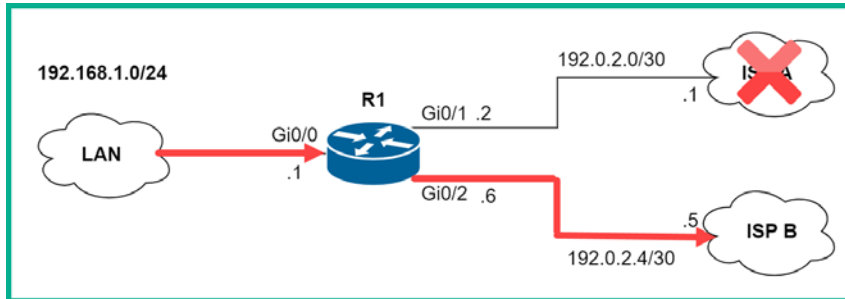 192.0.2.0/30
192.168.1.0/24
R1
.1
Gi0/1 .2
Gi0/0
LAN
.1
Gi0/2 .6
.5
ISP B
192.0.2.4/30